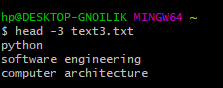 hp@DESKTOP-GNOILIK MINGW64 ~
$ head -3 text3.txt
python
software engineering
computer architecture